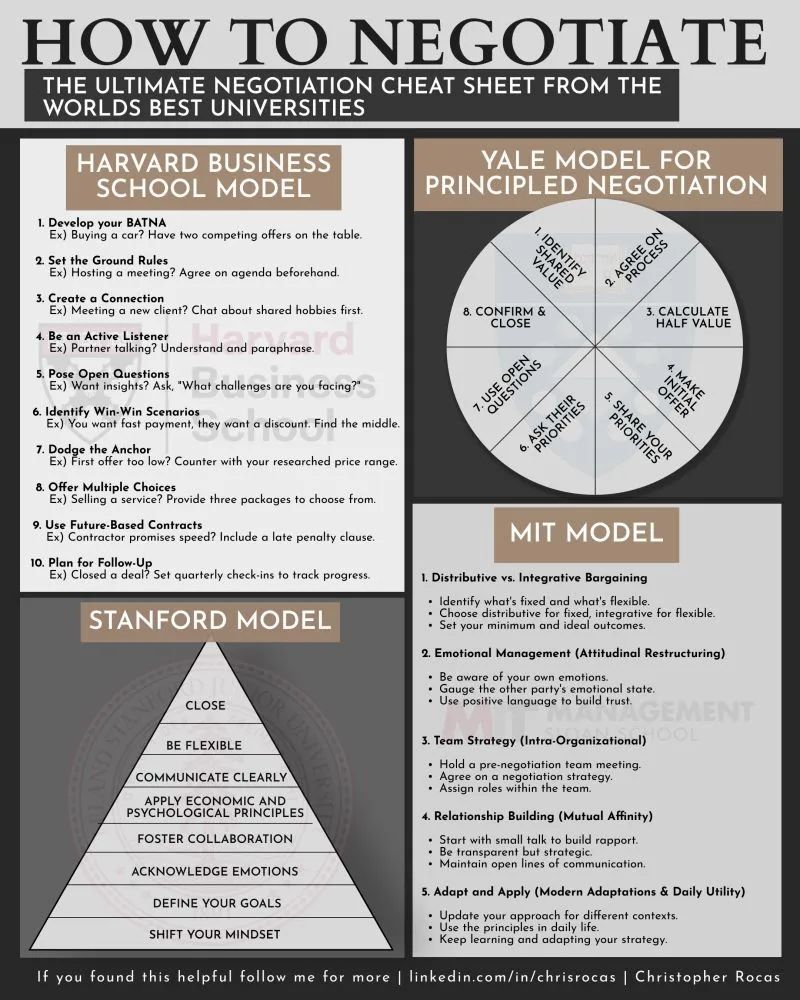 HOW TO NEGOTIATE
THE ULTIMATE NEGOTIATION CHEAT SHEET FROM THE
WORLDS BEST UNIVERSITIES
HARVARD BUSINESS
SCHOOL MODEL
1. Develop your BATNA
Ex) Buying a car? Have two competing offers on the table.
2. Set the Ground Rules
Ex) Hosting a meeting? Agree on agenda beforehand.
3. Create a Connection
Ex) Meeting a new client? Chat about shared hobbies first.
4. Be an Active Listener
Ex) Partner talking? Understand and paraphrase.
5. Pose Open Questions
Ex) Want insights? Ask, "What challenges are you facing?"
6. Identify Win-Win Scenarios
Ex) You want fast payment, they want a discount. Find the middle.
7. Dodge the Anchor
Ex) First offer too low? Counter with your researched price range.
8. Offer Multiple Choices
Ex) Selling a service? Provide three packages to choose from.
9. Use Future-Based Contracts
Ex) Contractor promises speed? Include a late penalty clause.
10. Plan for Follow-Up
Ex) Closed a deal? Set quarterly check-ins to track progress.
Harvard
Business
School
YALE MODEL FOR
PRINCIPLED NEGOTIATION
1. IDENTIFY
SHARED
VALUE
2. AGREE ON
PROCESS
3. CALCULATE
HALF VALUE
4. MAKE
INITIAL
OFFER
5. SHARE YOUR
PRIORITIES
6. ASK THEIR
PRIORITIES
7. USE OPEN
QUESTIONS
8. CONFIRM &
CLOSE
STANFORD MODEL
CLOSE
BE FLEXIBLE
COMMUNICATE CLEARLY
APPLY ECONOMIC AND
PSYCHOLOGICAL PRINCIPLES
FOSTER COLLABORATION
ACKNOWLEDGE EMOTIONS
DEFINE YOUR GOALS
SHIFT YOUR MINDSET
MIT MODEL
1. Distributive vs. Integrative Bargaining
• Identify what's fixed and what's flexible.
• Choose distributive for fixed, integrative for flexible.
• Set your minimum and ideal outcomes.
2. Emotional Management (Attitudinal Restructuring)
• Be aware of your own emotions.
• Gauge the other party's emotional state.
• Use positive language to build trust.
MIT MANAGEMENT
SLOAN SCHOOL
3. Team Strategy (Intra-Organizational)
• Hold a pre-negotiation team meeting.
• Agree on a negotiation strategy.
• Assign roles within the team.
4. Relationship Building (Mutual Affinity)
• Start with small talk to build rapport.
• Be transparent but strategic.
• Maintain open lines of communication.
5. Adapt and Apply (Modern Adaptations & Daily Utility)
• Update your approach for different contexts.
• Use the principles in daily life.
• Keep learning and adapting your strategy.
If you found this helpful follow me for more | linkedin.com/in/chrisrocas | Christopher Rocas